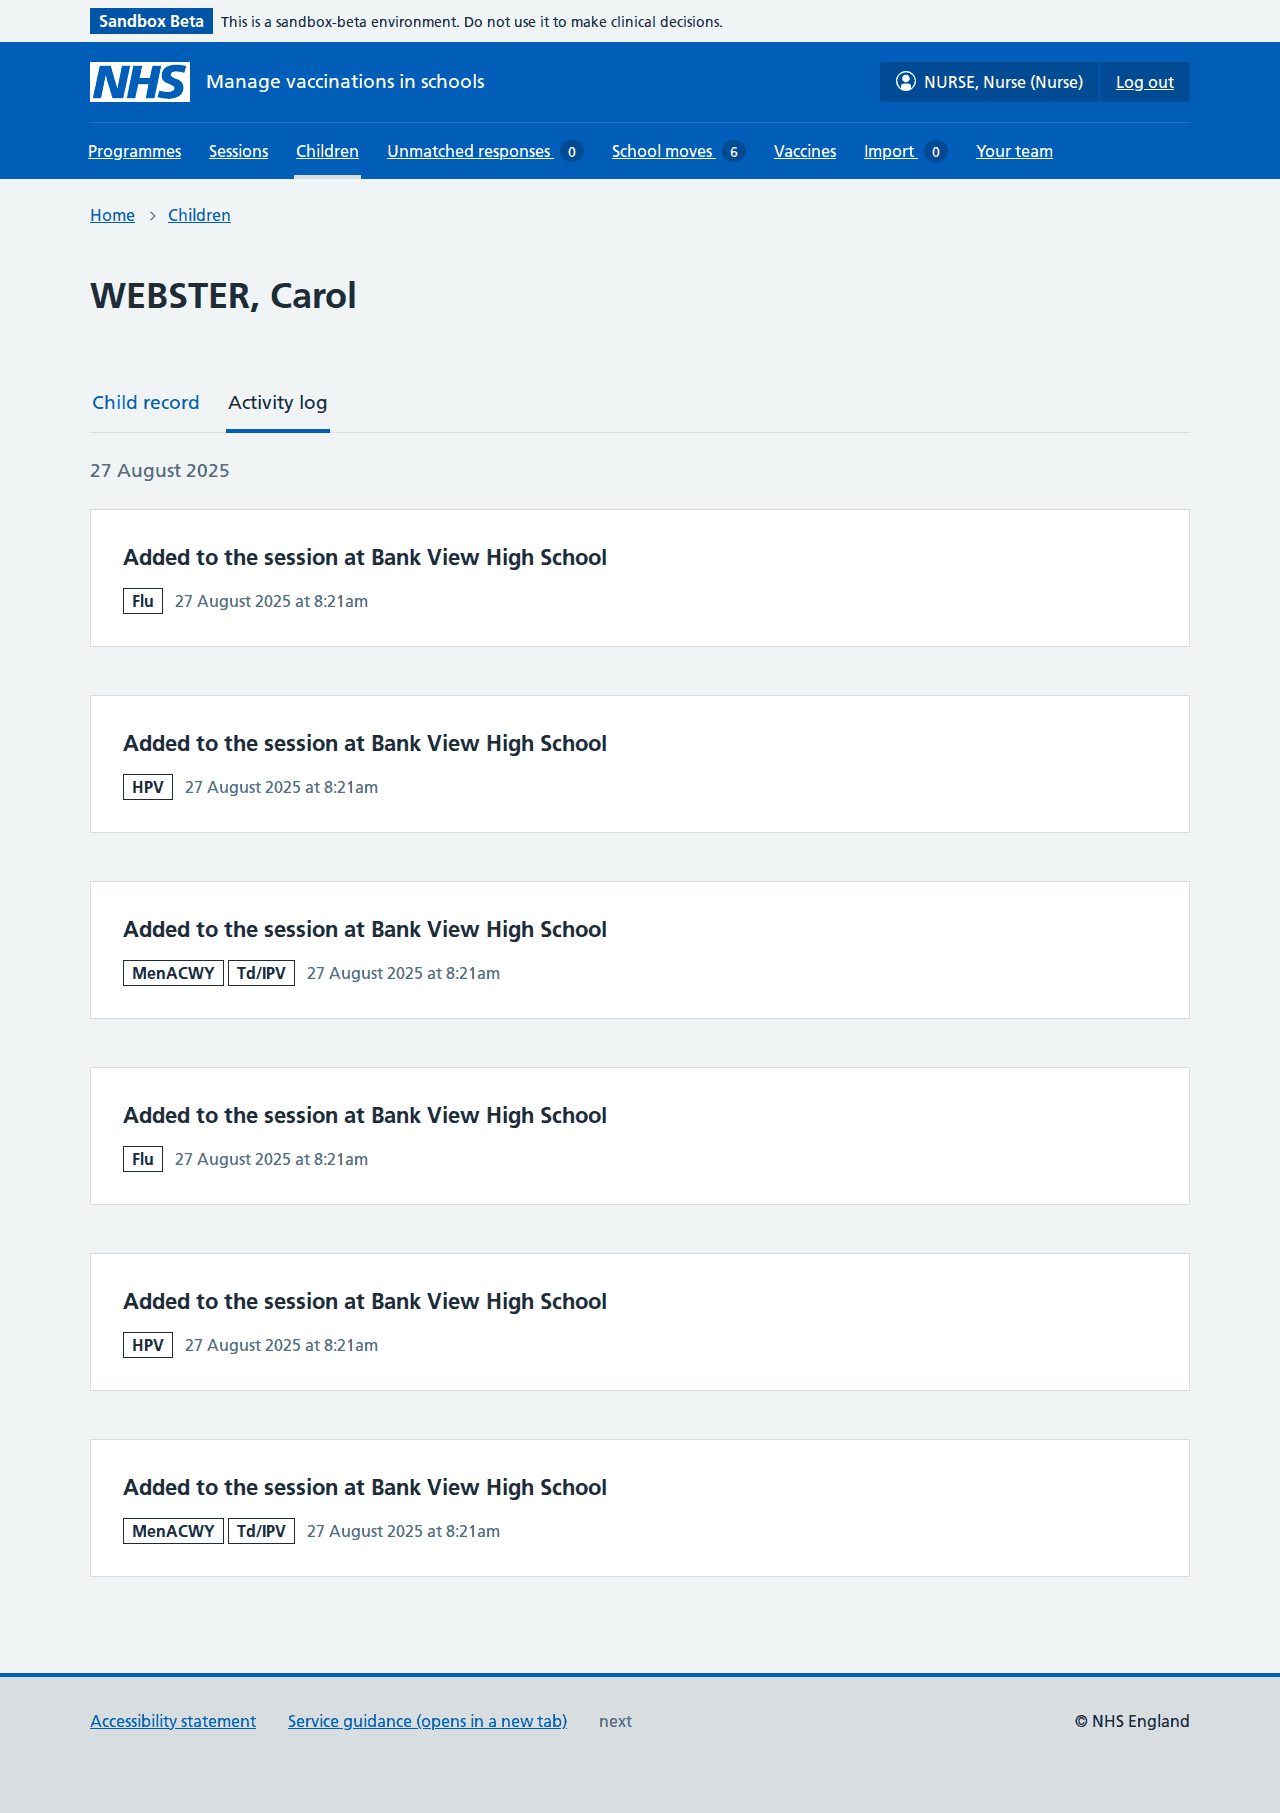 Sandbox Beta This is a sandbox-beta environment. Do not use it to make clinical decisions.
NHS Manage vaccinations in schools NURSE, Nurse (Nurse) Log out
Programmes Sessions Children Unmatched responses 0 School moves 6 Vaccines Import 0 Your team
Home Children
WEBSTER, Carol
Child record Activity log
27 August 2025
Added to the session at Bank View High School
Flu 27 August 2025 at 8:21am
Added to the session at Bank View High School
HPV 27 August 2025 at 8:21am
Added to the session at Bank View High School
MenACWY Td/IPV 27 August 2025 at 8:21am
Added to the session at Bank View High School
Flu 27 August 2025 at 8:21am
Added to the session at Bank View High School
HPV 27 August 2025 at 8:21am
Added to the session at Bank View High School
MenACWY Td/IPV 27 August 2025 at 8:21am
Accessibility statement Service guidance (opens in a new tab) next © NHS England